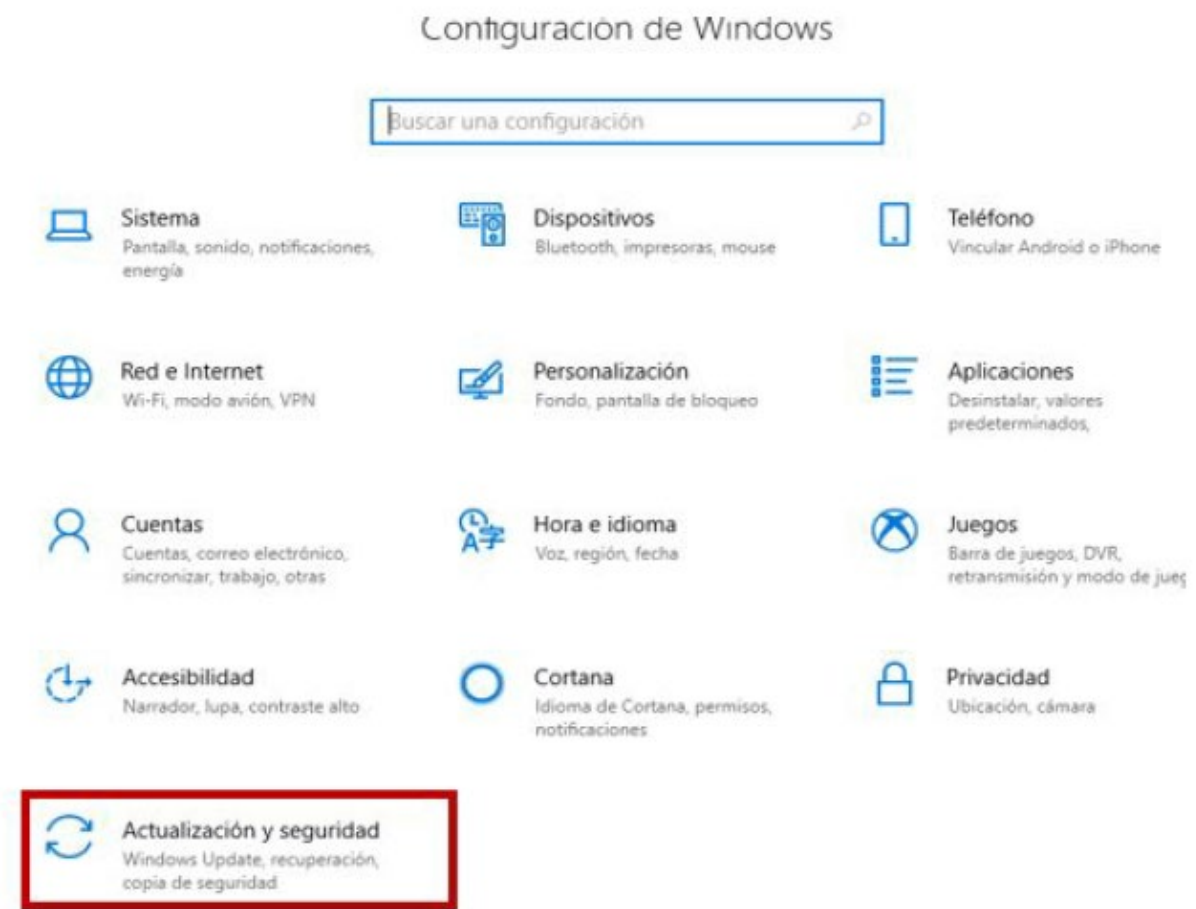 Configuración de Windows
Buscar una configuración
Sistema
Pantalla, sonido, notificaciones,
energía
Dispositivos
Bluetooth, impresoras, mouse
Teléfono
Vincular Android o iPhone
Red e Internet
Wi-Fi, modo avión, VPN
Personalización
Fondo, pantalla de bloqueo
Aplicaciones
Desinstalar, valores
predeterminados,
Cuentas
Cuentas, correo electrónico,
sincronizar, trabajo, otras
Hora e idioma
Voz, región, fecha
Juegos
Barra de juegos, DVR,
retransmisión y modo de jueg
Accesibilidad
Narrador, lupa, contraste alto
Cortana
Idioma de Cortana, permisos,
notificaciones
Privacidad
Ubicación, cámara
Actualización y seguridad
Windows Update, recuperación,
copia de seguridad